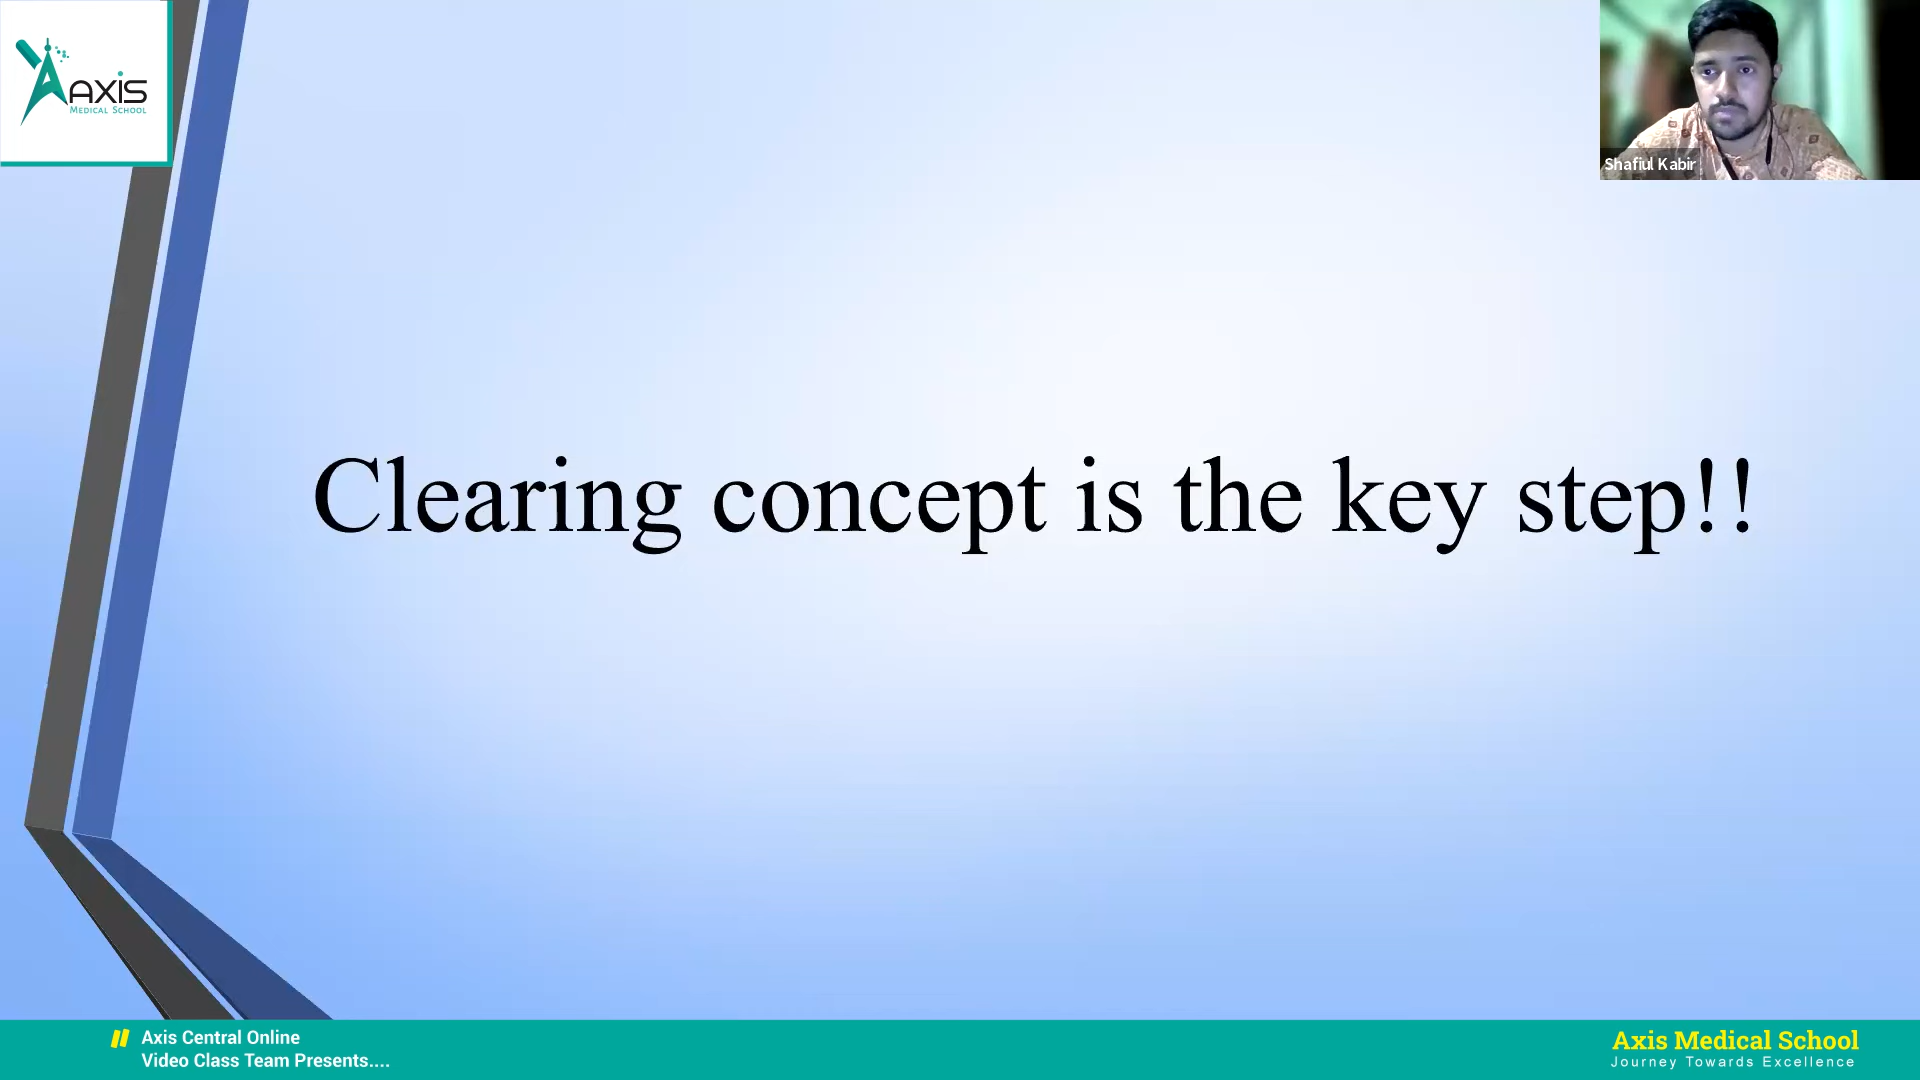 AXIS
MEDICAL SCHOOL
Shafiul Kabir
Clearing concept is the key step!!
Axis Central Online
Video Class Team Presents....
Axis Medical School
Journey Towards Excellence